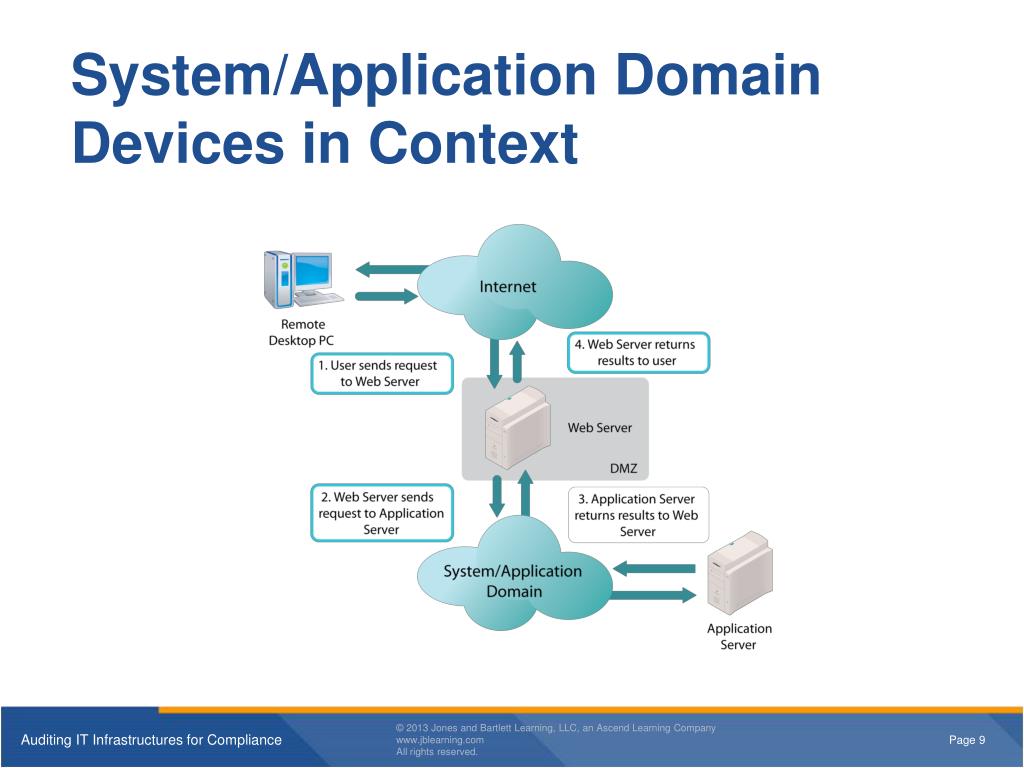 System/Application Domain
Devices in Context
Internet
Remote
Desktop PC
4. Web Server returns
results to user
1. User sends request
to Web Server
Web Server
DMZ
2. Web Server sends
request to Application
Server
3. Application Server
returns results to Web
Server
System/Application
Domain
Application
Server
Auditing IT Infrastructures for Compliance
© 2013 Jones and Bartlett Learning, LLC, an Ascend Learning Company
www.jblearning.com
All rights reserved.
Page 9